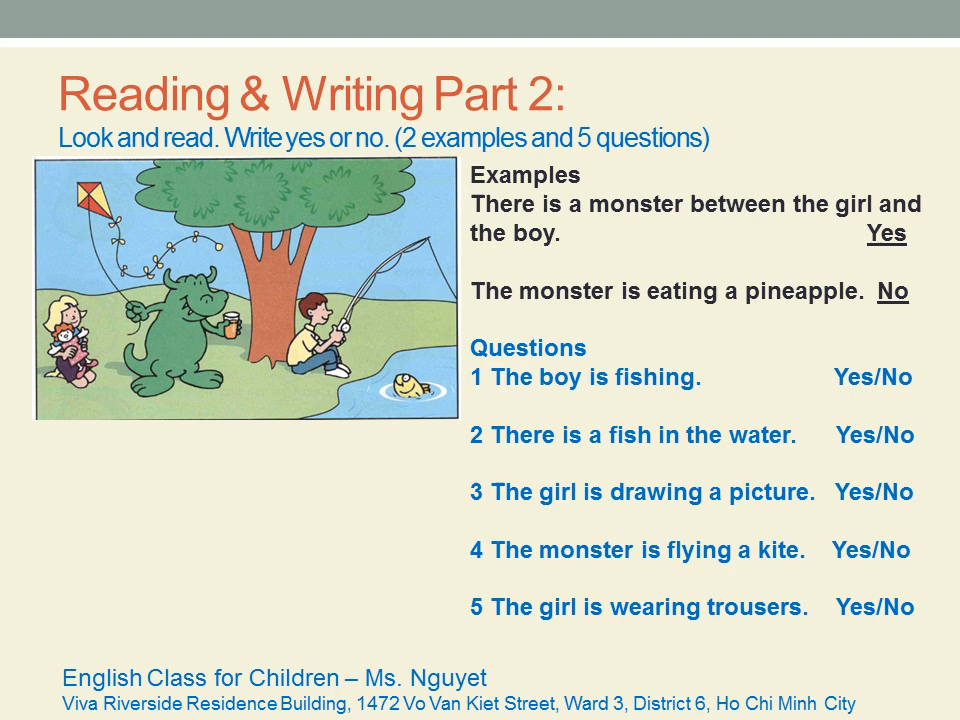 Reading & Writing Part 2:
Look and read. Write yes or no. (2 examples and 5 questions)
Examples
There is a monster between the girl and
the boy. Yes
The monster is eating a pineapple. No
Questions
1 The boy is fishing. Yes/No
2 There is a fish in the water. Yes/No
3 The girl is drawing a picture. Yes/No
4 The monster is flying a kite. Yes/No
5 The girl is wearing trousers. Yes/No
English Class for Children – Ms. Nguyet
Viva Riverside Residence Building, 1472 Vo Van Kiet Street, Ward 3, District 6, Ho Chi Minh City